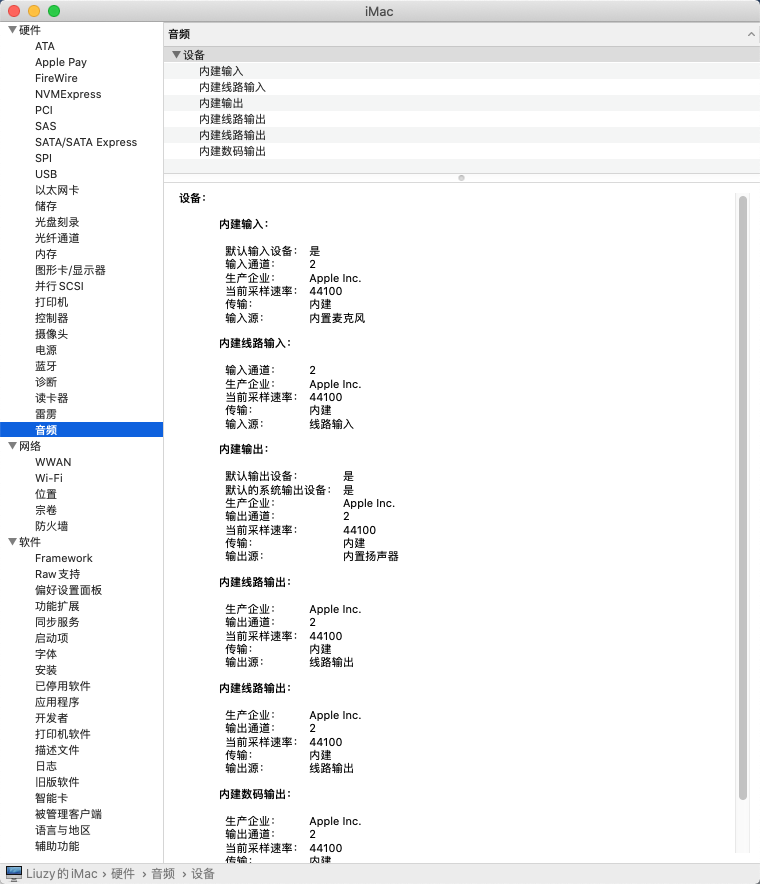 iMac
硬件
ATA
Apple Pay
FireWire
NVMExpress
PCI
SAS
SATA/SATA Express
SPI
USB
以太网卡
储存
光盘刻录
光纤通道
内存
图形卡/显示器
并行 SCSI
打印机
控制器
摄像头
电源
蓝牙
诊断
读卡器
雷雳
音频
网络
WWAN
Wi-Fi
位置
宗卷
防火墙
软件
Framework
Raw 支持
偏好设置面板
功能扩展
同步服务
启动项
字体
安装
已停用软件
应用程序
开发者
打印机软件
描述文件
日志
旧版软件
智能卡
被管理客户端
语言与地区
辅助功能
音频
设备
内建输入
内建线路输入
内建输出
内建线路输出
内建线路输出
内建数码输出
设备：
内建输入：
默认输入设备： 是
输入通道： 2
生产企业： Apple Inc.
当前采样速率： 44100
传输： 内建
输入源： 内置麦克风
内建线路输入：
输入通道： 2
生产企业： Apple Inc.
当前采样速率： 44100
传输： 内建
输入源： 线路输入
内建输出：
默认输出设备： 是
默认的系统输出设备： 是
生产企业： Apple Inc.
输出通道： 2
当前采样速率： 44100
传输： 内建
输出源： 内置扬声器
内建线路输出：
生产企业： Apple Inc.
输出通道： 2
当前采样速率： 44100
传输： 内建
输出源： 线路输出
内建线路输出：
生产企业： Apple Inc.
输出通道： 2
当前采样速率： 44100
传输： 内建
输出源： 线路输出
内建数码输出：
生产企业： Apple Inc.
输出通道： 2
当前采样速率： 44100
传输： 内建
Liuzy的 iMac › 硬件 › 音频 › 设备